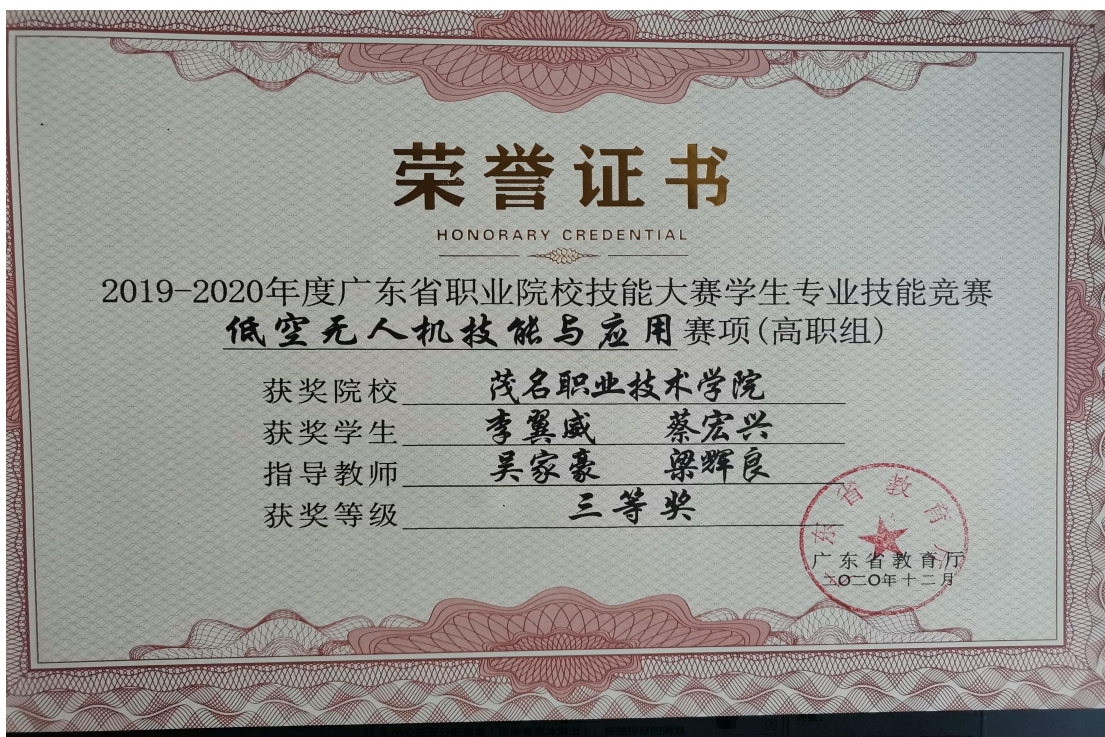 荣誉证书
HONORARY CREDENTIAL
2019-2020年度广东省职业院校技能大赛学生专业技能竞赛
低空无人机技能与应用赛项(高职组)
获奖院校 茂名职业技术学院
获奖学生 李翼威 蔡宏兴
指导教师 吴家豪 梁辉良
获奖等级 三等奖
东省教育厅
广东省教育厅
二〇二〇年十二月